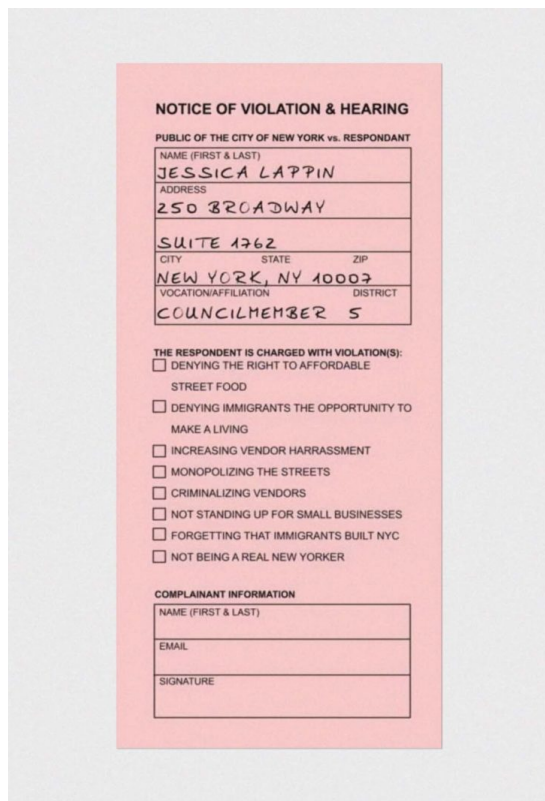 NOTICE OF VIOLATION & HEARING
PUBLIC OF THE CITY OF NEW YORK vs. RESPONDANT
NAME (FIRST & LAST)
JESSICA LAPPIN
ADDRESS
250 BROADWAY
SUITE 1762
CITY STATE ZIP
NEW YORK, NY 10007
VOCATION/AFFILIATION DISTRICT
COUNCILMEMBER 5
THE RESPONDENT IS CHARGED WITH VIOLATION(S):
DENYING THE RIGHT TO AFFORDABLE
STREET FOOD
DENYING IMMIGRANTS THE OPPORTUNITY TO
MAKE A LIVING
INCREASING VENDOR HARRASSMENT
MONOPOLIZING THE STREETS
CRIMINALIZING VENDORS
NOT STANDING UP FOR SMALL BUSINESSES
FORGETTING THAT IMMIGRANTS BUILT NYC
NOT BEING A REAL NEW YORKER
COMPLAINANT INFORMATION
NAME (FIRST & LAST)
EMAIL
SIGNATURE